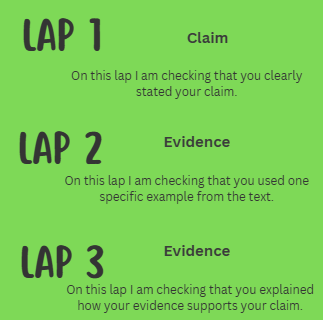 LAP 1
Claim
On this lap I am checking that you clearly
stated your claim.
LAP 2
Evidence
On this lap I am checking that you used one
specific example from the text.
LAP 3
Evidence
On this lap I am checking that you explained
how your evidence supports your claim.